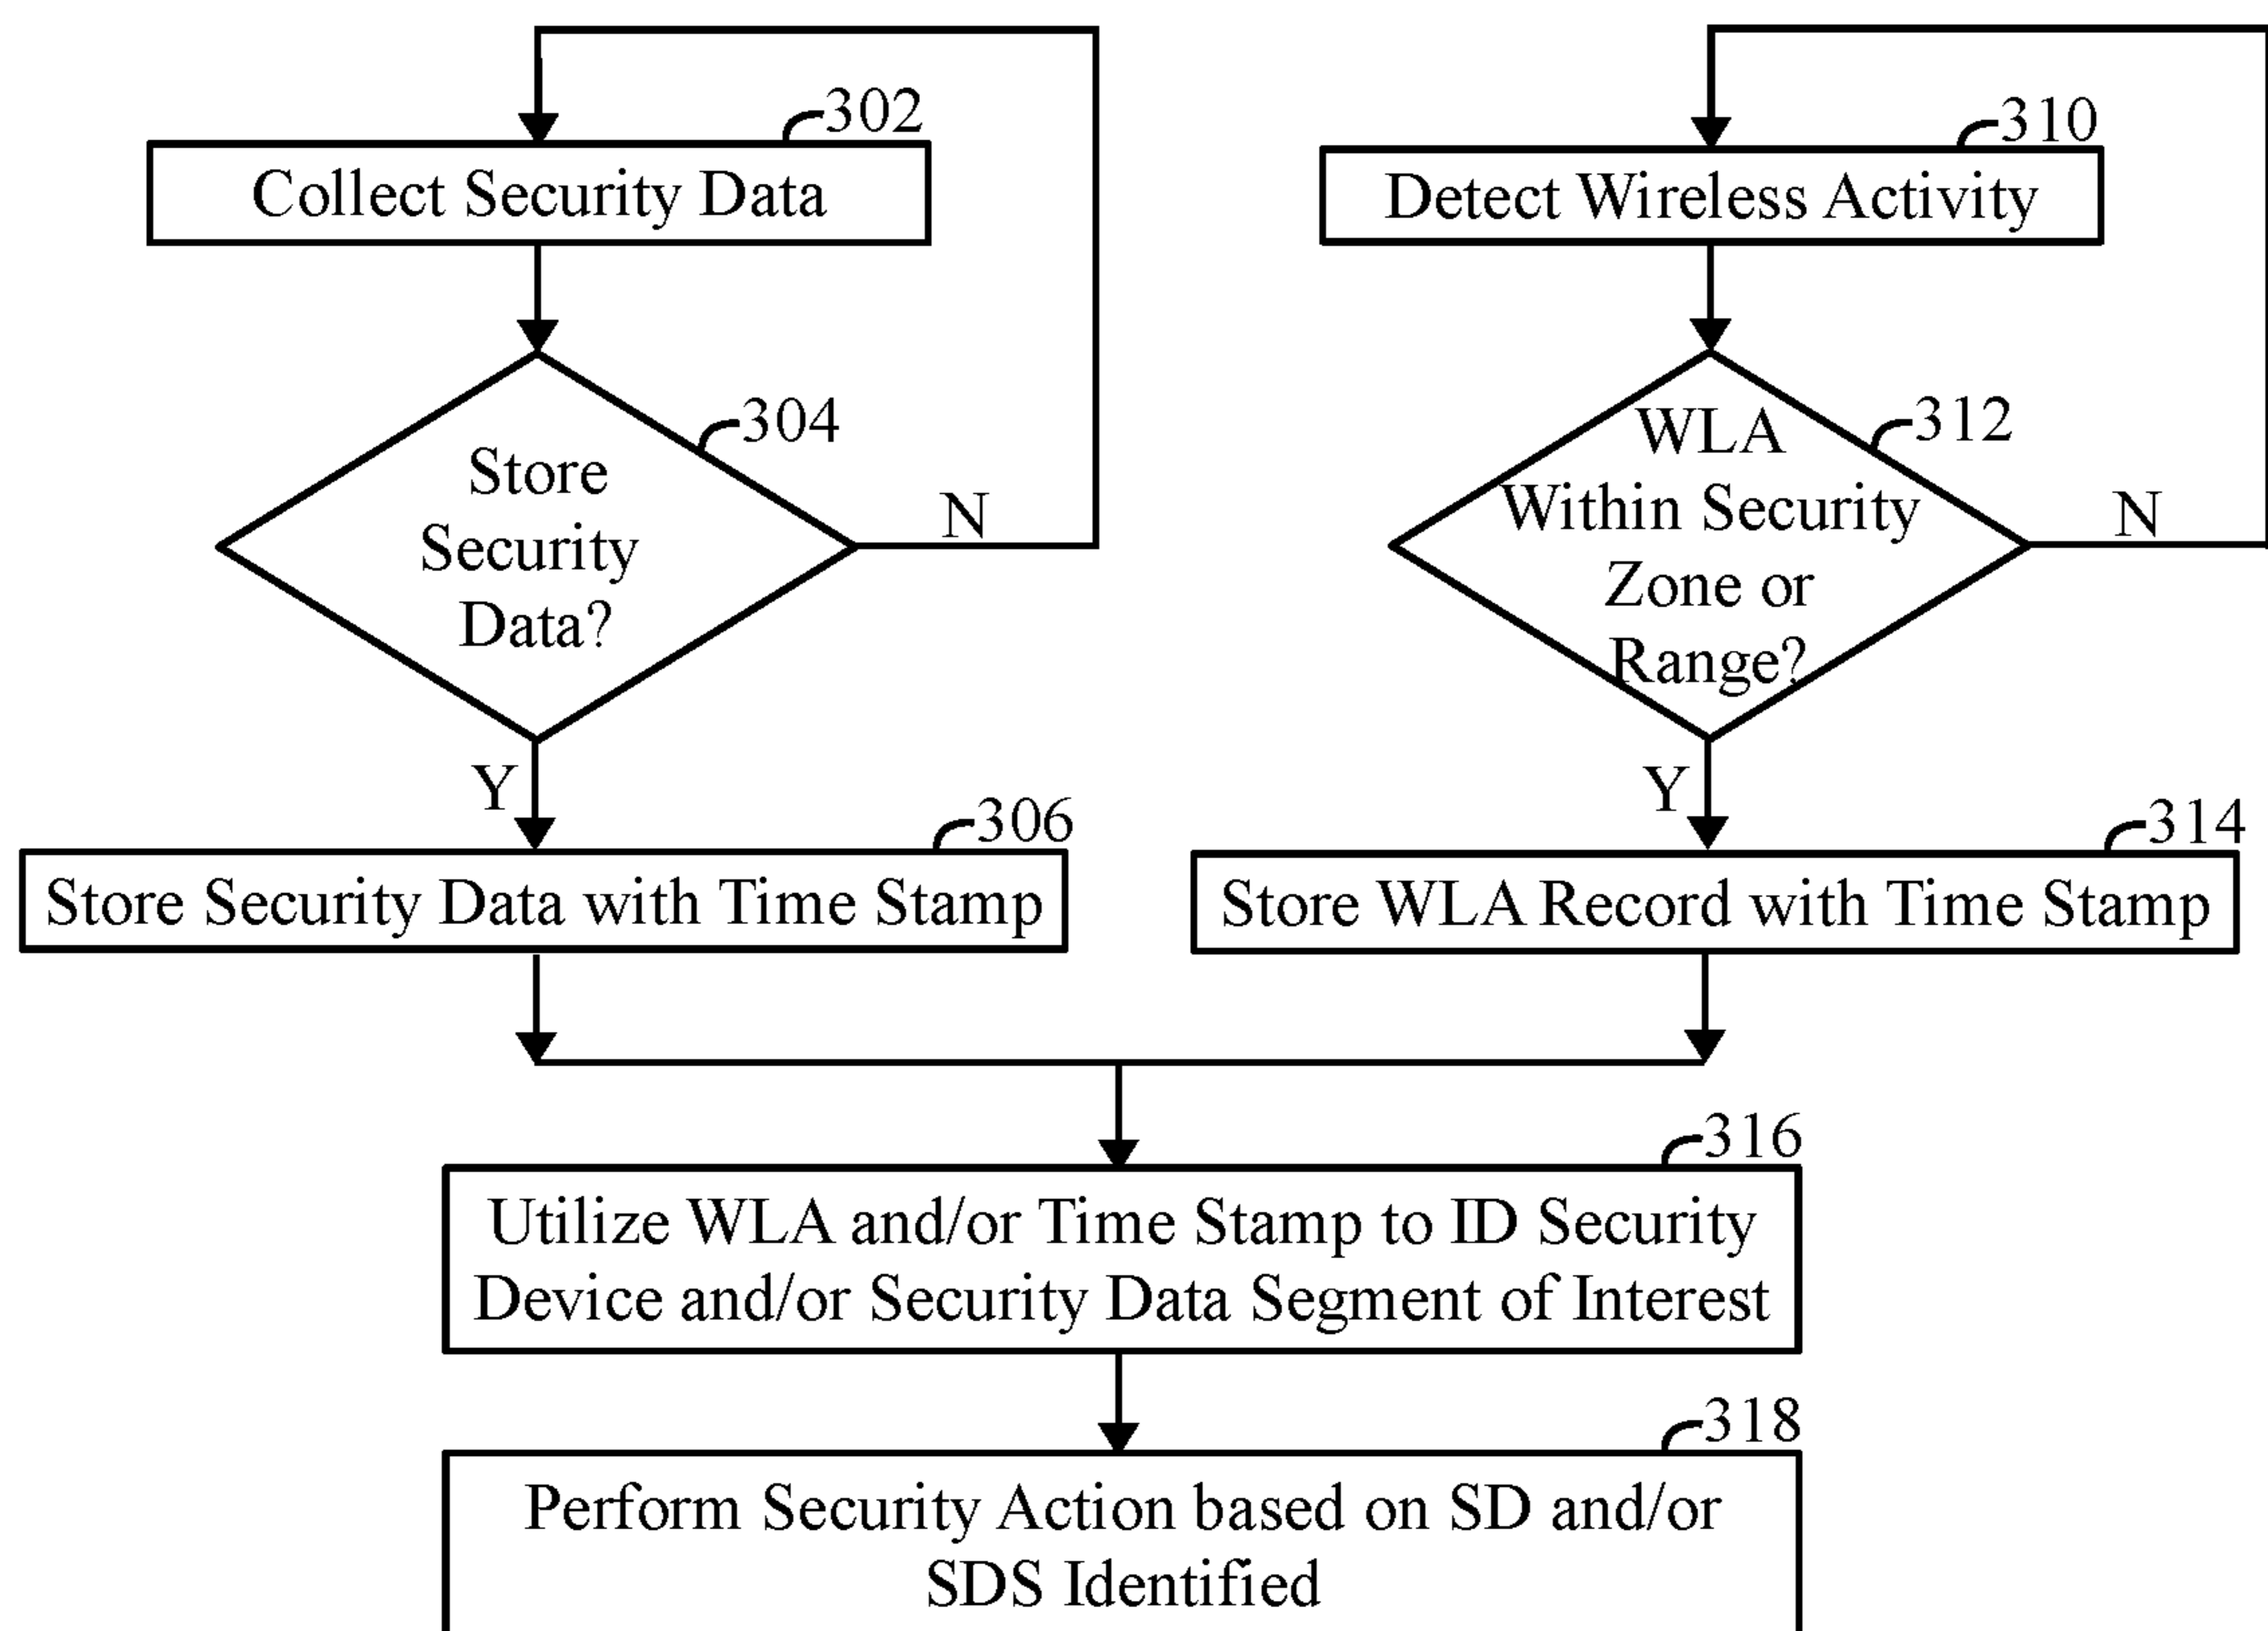 302
Collect Security Data
304
Store
Security
Data?
N
Y
306
Store Security Data with Time Stamp
310
Detect Wireless Activity
312
WLA
Within Security
Zone or
Range?
N
Y
314
Store WLA Record with Time Stamp
316
Utilize WLA and/or Time Stamp to ID Security
Device and/or Security Data Segment of Interest
318
Perform Security Action based on SD and/or
SDS Identified